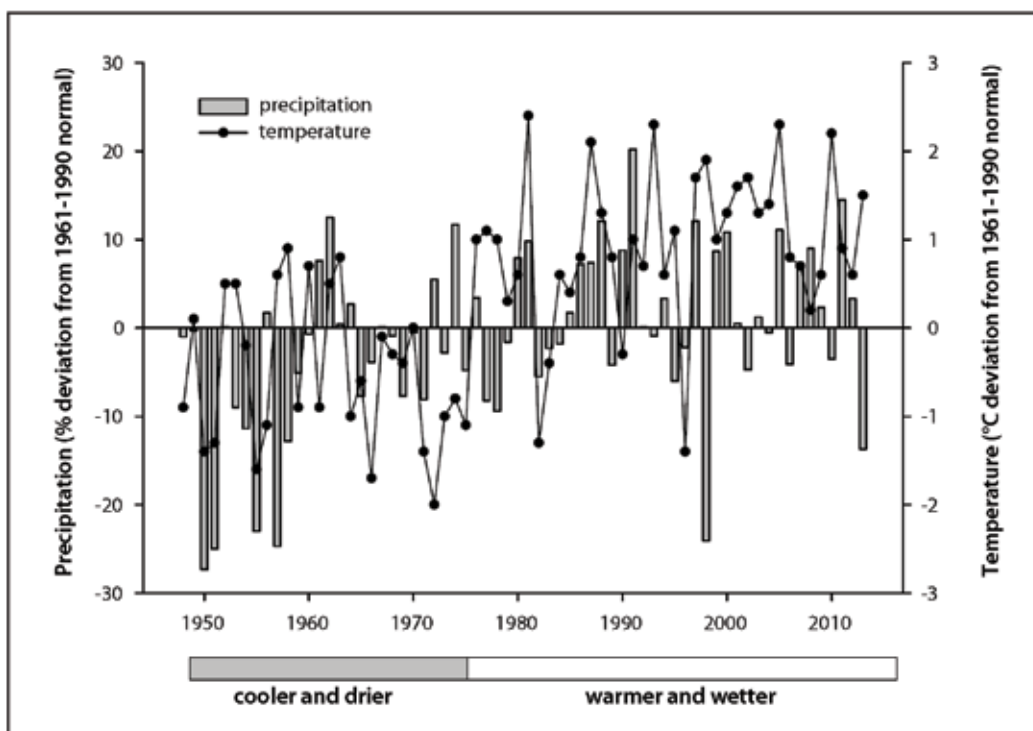 Precipitation (% deviation from 1961-1990 normal)
30
20
10
0
-10
-20
-30
precipitation
temperature
3
2
1
0
-1
-2
-3
Temperature (°C deviation from 1961-1990 normal)
1950 1960 1970 1980 1990 2000 2010
cooler and drier warmer and wetter